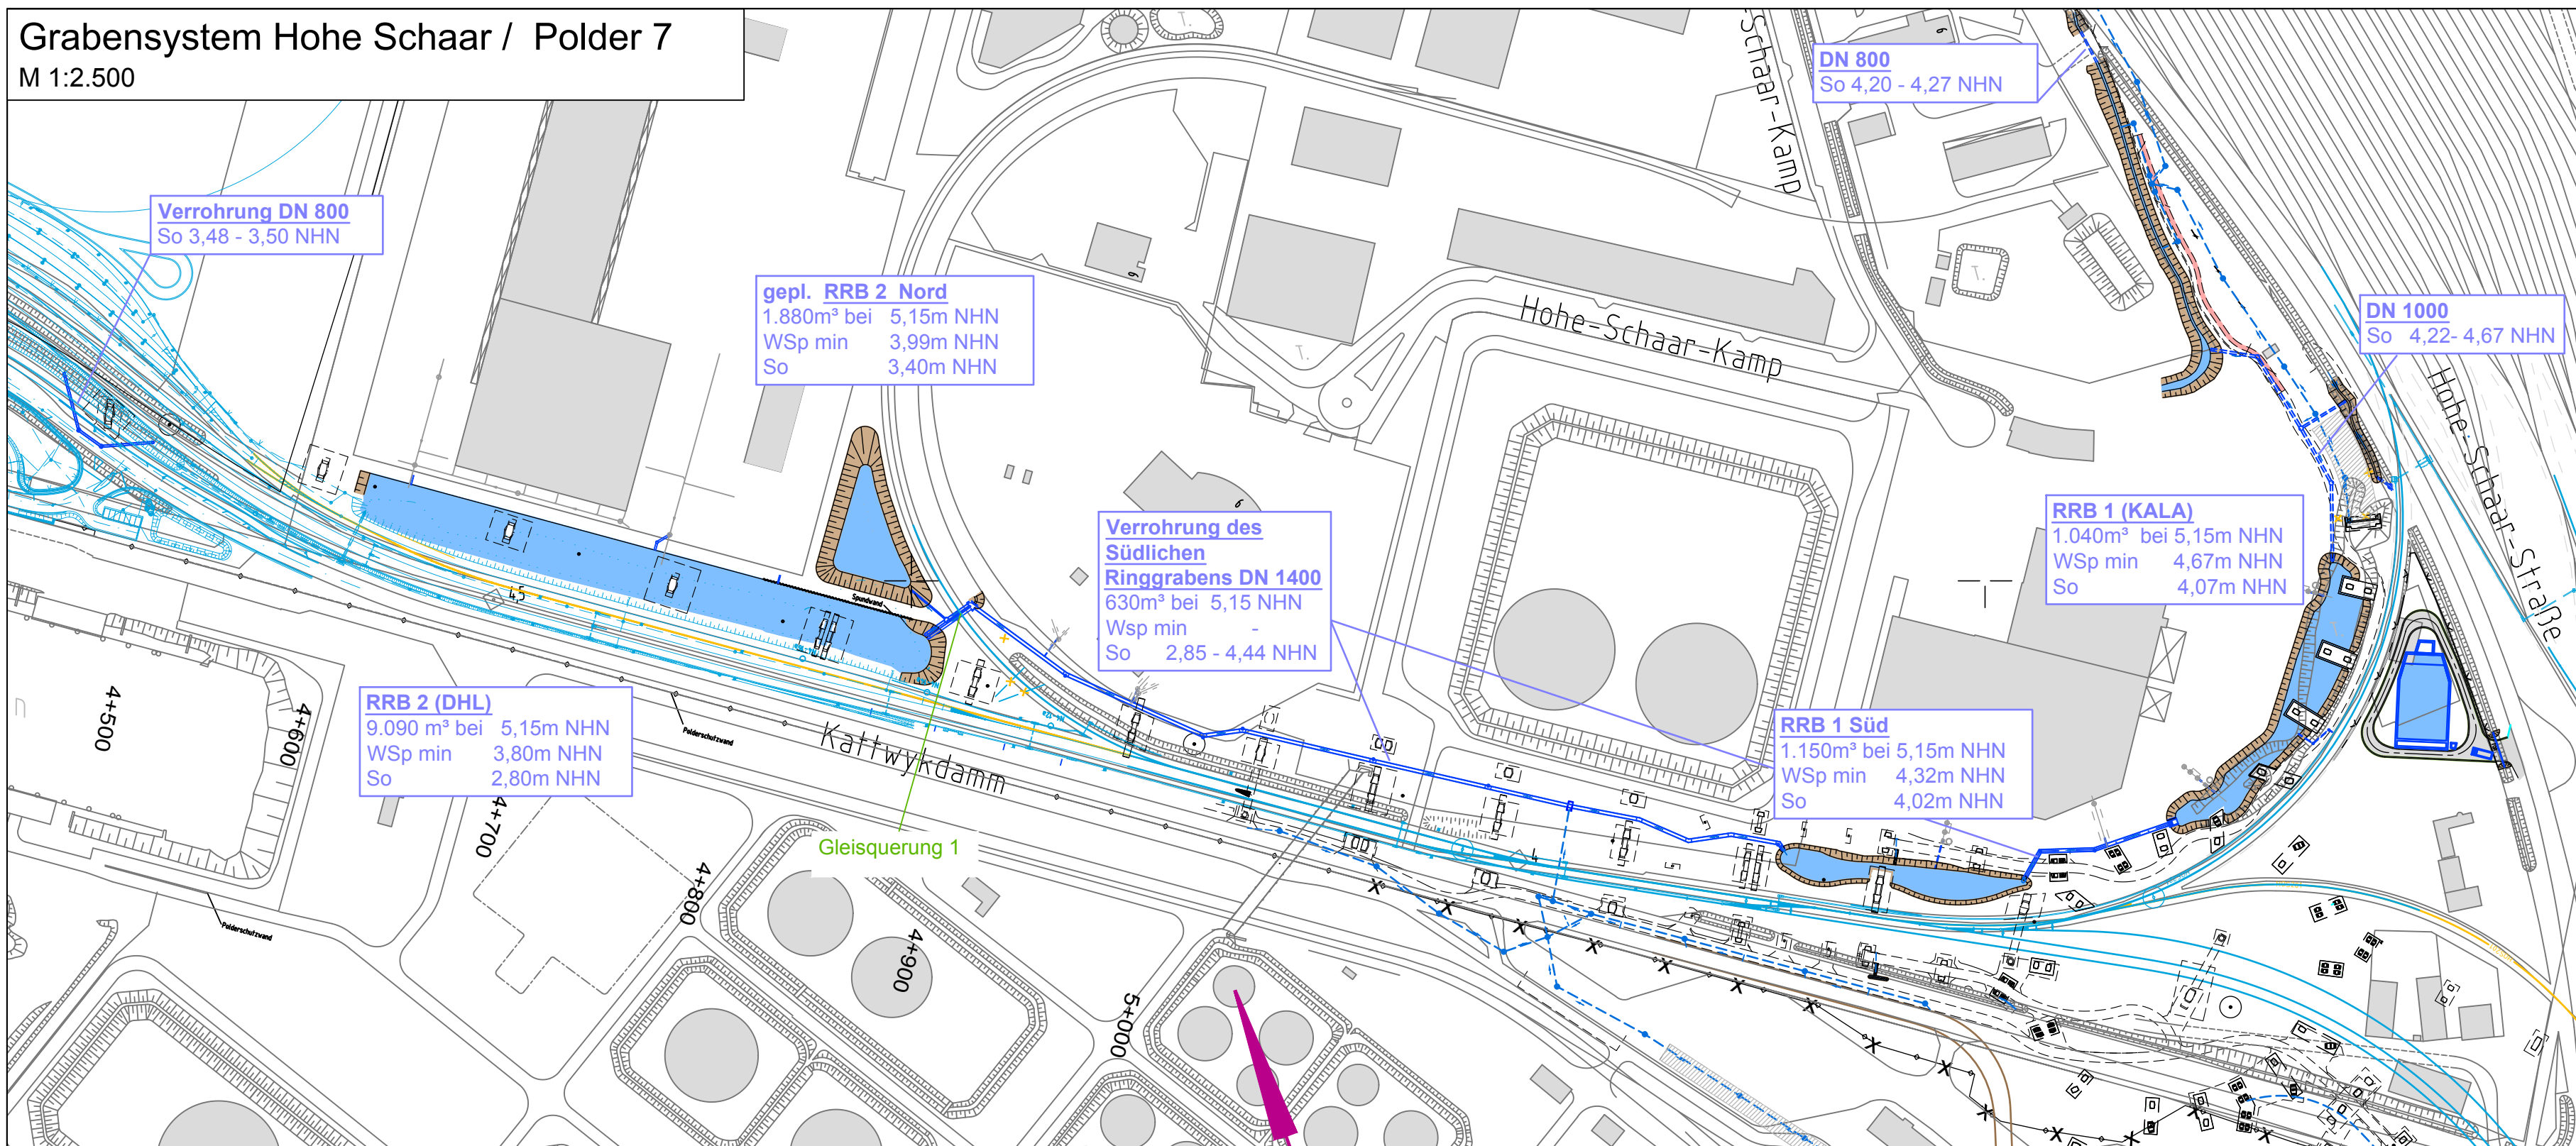 Grabensystem Hohe Schaar / Polder 7
M 1:2.500
DN 800
So 4,20 - 4,27 NHN
-Schaar-Kamp
Verrohrung DN 800
So 3,48 - 3,50 NHN
gepl. RRB 2 Nord
1.880m³ bei 5,15m NHN
WSp min 3,99m NHN
So 3,40m NHN
Hohe-Schaar-Kamp
DN 1000
So 4,22- 4,67 NHN
Hohe-Schaar-Straße
Verrohrung des
Südlichen
Ringgrabens DN 1400
630m³ bei 5,15 NHN
Wsp min -
So 2,85 - 4,44 NHN
RRB 1 (KALA)
1.040m³ bei 5,15m NHN
WSp min 4,67m NHN
So 4,07m NHN
Spundwand
4,5
RRB 2 (DHL)
9.090 m³ bei 5,15m NHN
WSp min 3,80m NHN
So 2,80m NHN
RRB 1 Süd
1.150m³ bei 5,15m NHN
WSp min 4,32m NHN
So 4,02m NHN
Polderschutzwand
Kattwykdamm
Gleisquerung 1
4+500
4+600
4+700
4+800
4+900
5+000
Polderschutzwand
T.
T.
T.
6
6
6
4